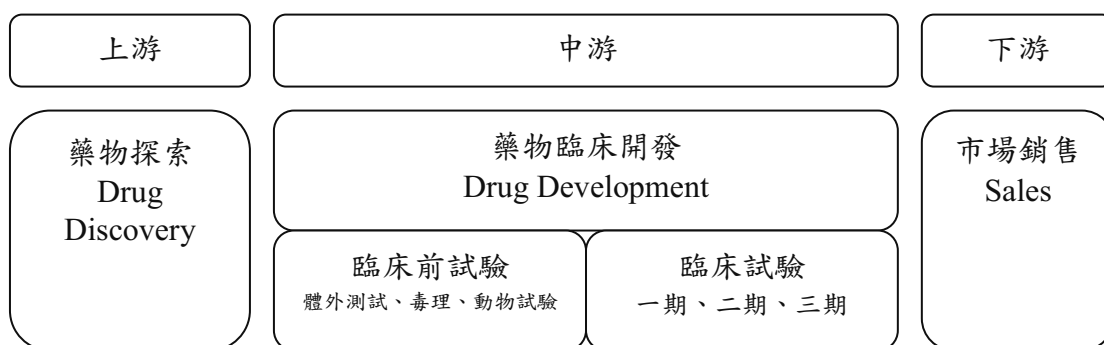 上游
中游
下游
藥物探索
Drug
Discovery
藥物臨床開發
Drug Development
臨床前試驗
體外測試、毒理、動物試驗
臨床試驗
一期、二期、三期
市場銷售
Sales